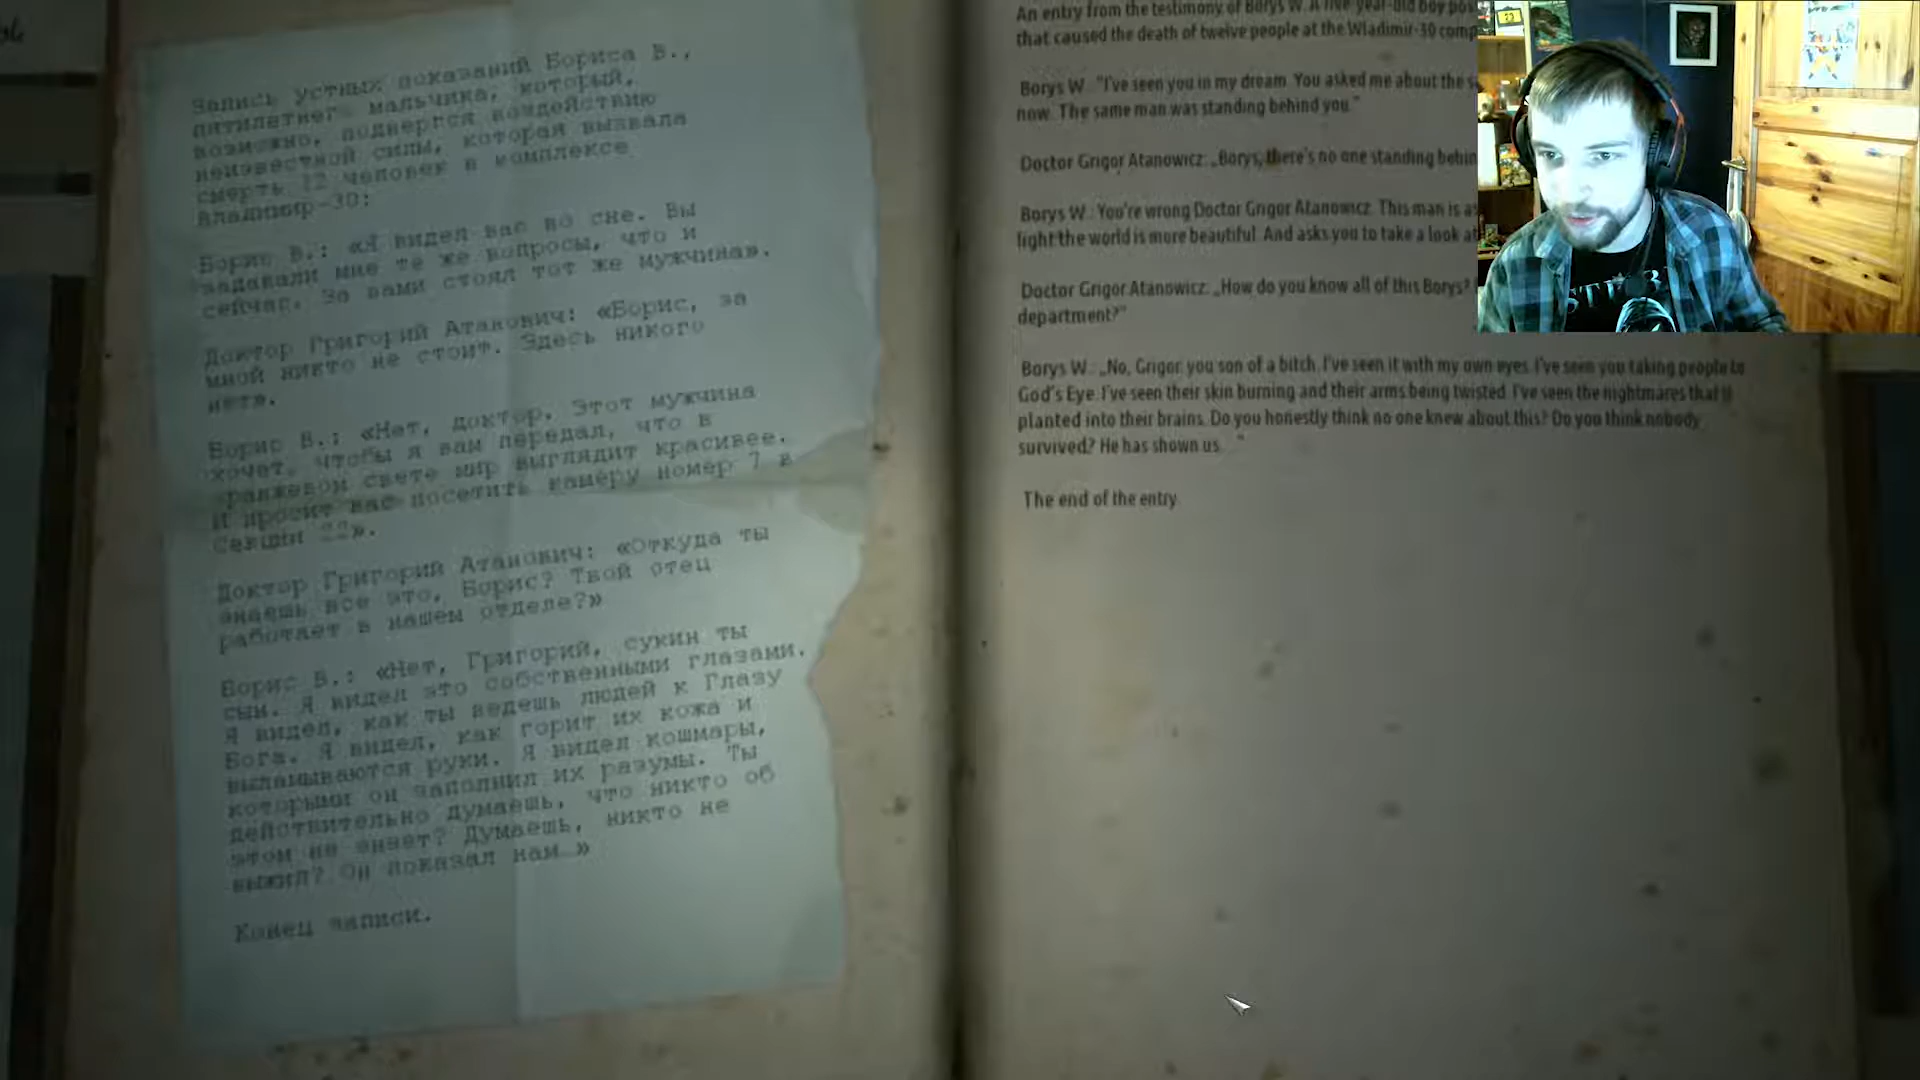 Запись устных показаний Бориса В.,
пятилетнего мальчика, который,
возможно, подвергся воздействию
неизвестной силы, которая вызвала
смерть 12 человек в комплексе
Владимир-30:
Борис В.: «Я видел вас во сне. Вы
задавали мне те же вопросы, что и
сейчас. За вами стоял тот же мужчина».
Доктор Григорий Атанович: «Борис, за
мной никто не стоит. Здесь никого
нет».
Борис В.: «Нет, доктор. Этот мужчина
хочет, чтобы я вам передал, что в
оранжевом свете мир выглядит красивее.
И просит вас посетить камеру номер 7 в
Секции
Доктор Григорий Атанович: «Откуда ты
знаешь все это, Борис? Твой отец
работает в нашем отделе?»
Борис В.: «Нет, Григорий, сукин ты
сын. Я видел это собственными глазами.
Я видел, как ты ведешь людей к Глазу
Бога. Я видел, как горит их кожа и
выламываются руки. Я видел кошмары,
которыми он заполнил их разумы. Ты
действительно думаешь, что никто об
этом не знает? Думаешь, никто не
выжил? Он показал нам…»
Конец записи.
An entry from the testimony of Borys W. A five-year-old boy pos
that caused the death of twelve people at the Wladimir-30 comp
Borys W.: "I've seen you in my dream. You asked me about the s
now. The same man was standing behind you."
Doctor Grigor Atanowicz: „Borys, there's no one standing behin
Borys W.: You're wrong Doctor Grigor Atanowicz. This man is a
light the world is more beautiful. And asks you to take a look at
Doctor Grigor Atanowicz: „How do you know all of this Borys?
department?"
Borys W.: „No, Grigor, you son of a bitch. I've seen it with my own eyes. I've seen you taking people to
God's Eye. I've seen their skin burning and their arms being twisted. I've seen the nightmares that it
planted into their brains. Do you honestly think no one knew about this? Do you think nobody
survived? He has shown us... "
The end of the entry.